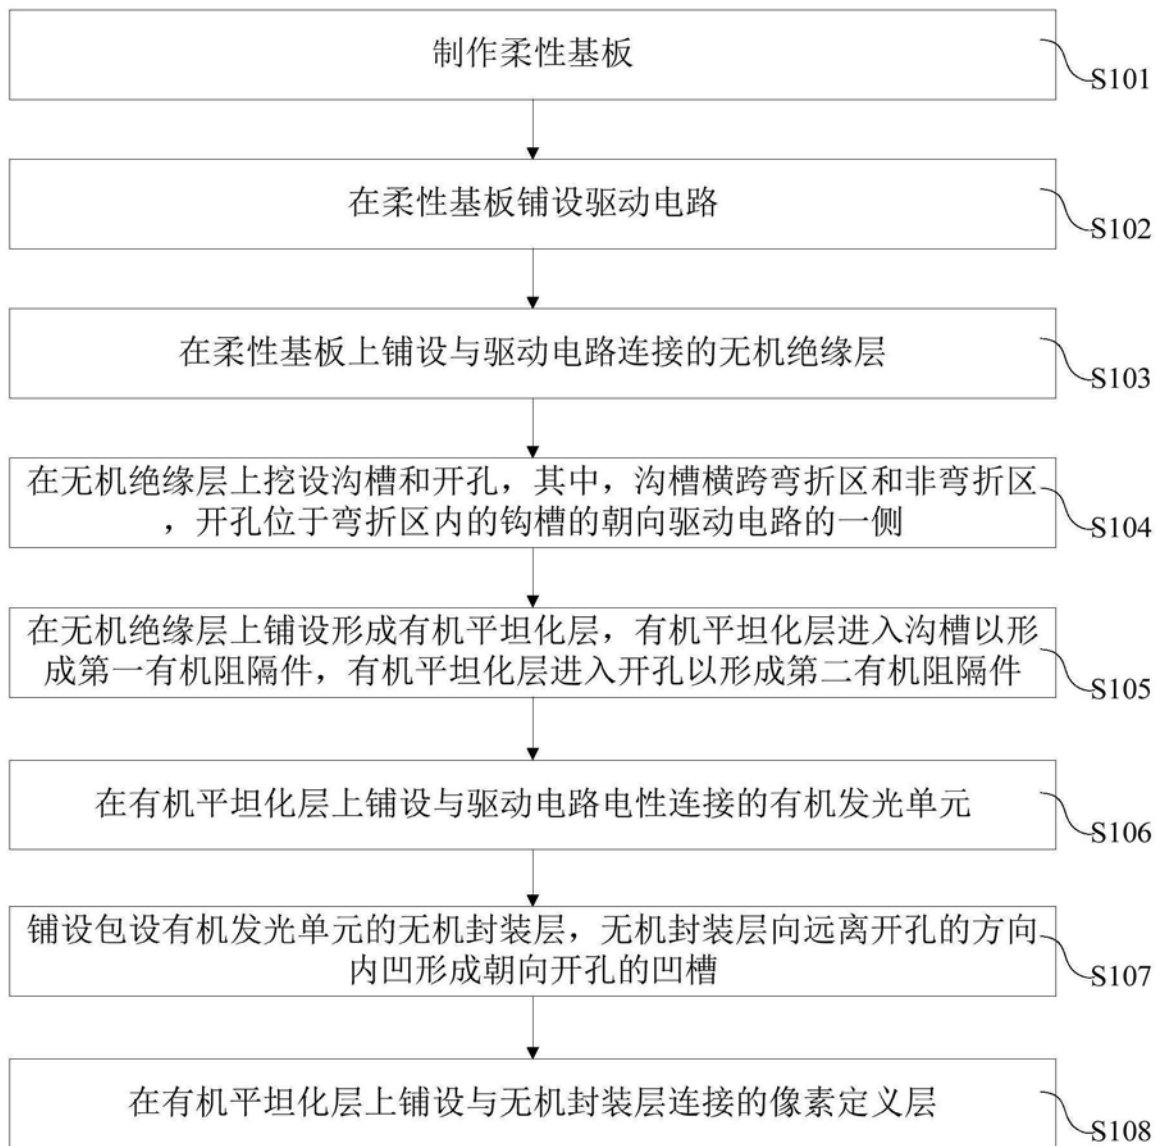 制作柔性基板
S101
在柔性基板铺设驱动电路
S102
在柔性基板上铺设与驱动电路连接的无机绝缘层
S103
在无机绝缘层上挖设沟槽和开孔，其中，沟槽横跨弯折区和非弯折区
，开孔位于弯折区内的钩槽的朝向驱动电路的一侧
S104
在无机绝缘层上铺设形成有机平坦化层，有机平坦化层进入沟槽以形
成第一有机阻隔件，有机平坦化层进入开孔以形成第二有机阻隔件
S105
在有机平坦化层上铺设与驱动电路电性连接的有机发光单元
S106
铺设包设有机发光单元的无机封装层，无机封装层向远离开孔的方向
内凹形成朝向开孔的凹槽
S107
在有机平坦化层上铺设与无机封装层连接的像素定义层
S108